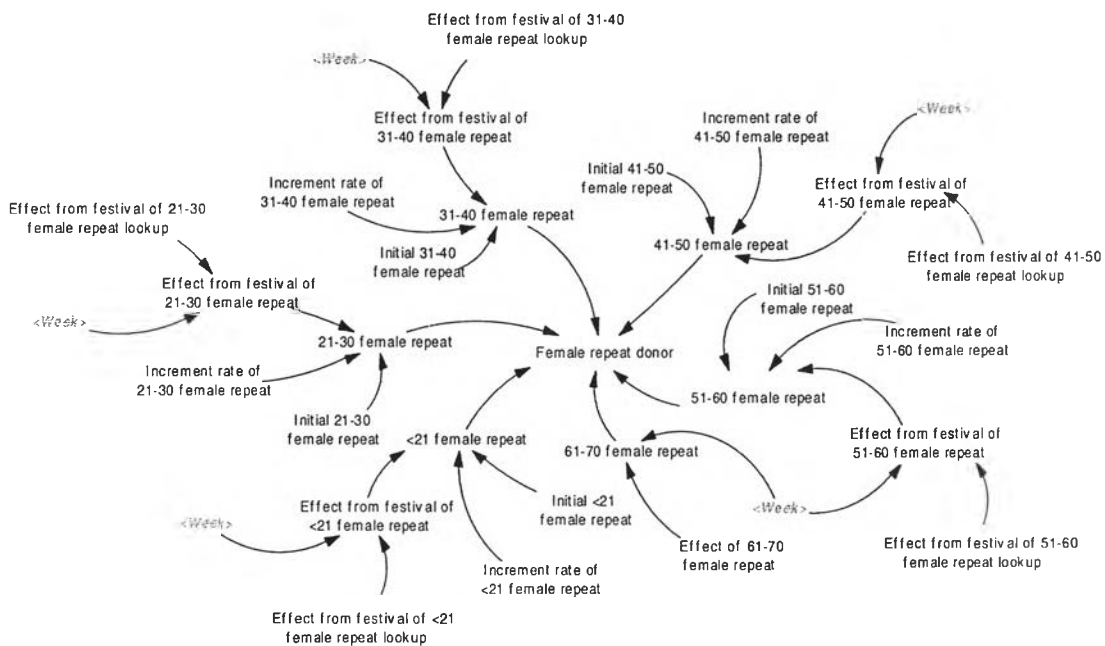 Effect from festival of 31-40
female repeat lookup
<Week>
Effect from festival of
31-40 female repeat
Increment rate of
41-50 female repeat
<Week>
Initial 41-50
female repeat
Increment rate of
31-40 female repeat
Effect from festival of
41-50 female repeat
Effect from festival of 21-30
female repeat lookup
31-40 female repeat
41-50 female repeat
Initial 31-40
female repeat
Effect from festival of 41-50
female repeat lookup
Effect from festival of
21-30 female repeat
Initial 51-60
female repeat
<Week>
Increment rate of
51-60 female repeat
21-30 female repeat
Female repeat donor
Increment rate of
21-30 female repeat
51-60 female repeat
Initial 21-30
female repeat
<21 female repeat
61-70 female repeat
Effect from festival of
51-60 female repeat
Effect from festival of
<21 female repeat
Initial <21
female repeat
<Week>
<Week>
Effect of 61-70
female repeat
Effect from festival of 51-60
female repeat lookup
Increment rate of
<21 female repeat
Effect from festival of <21
female repeat lookup